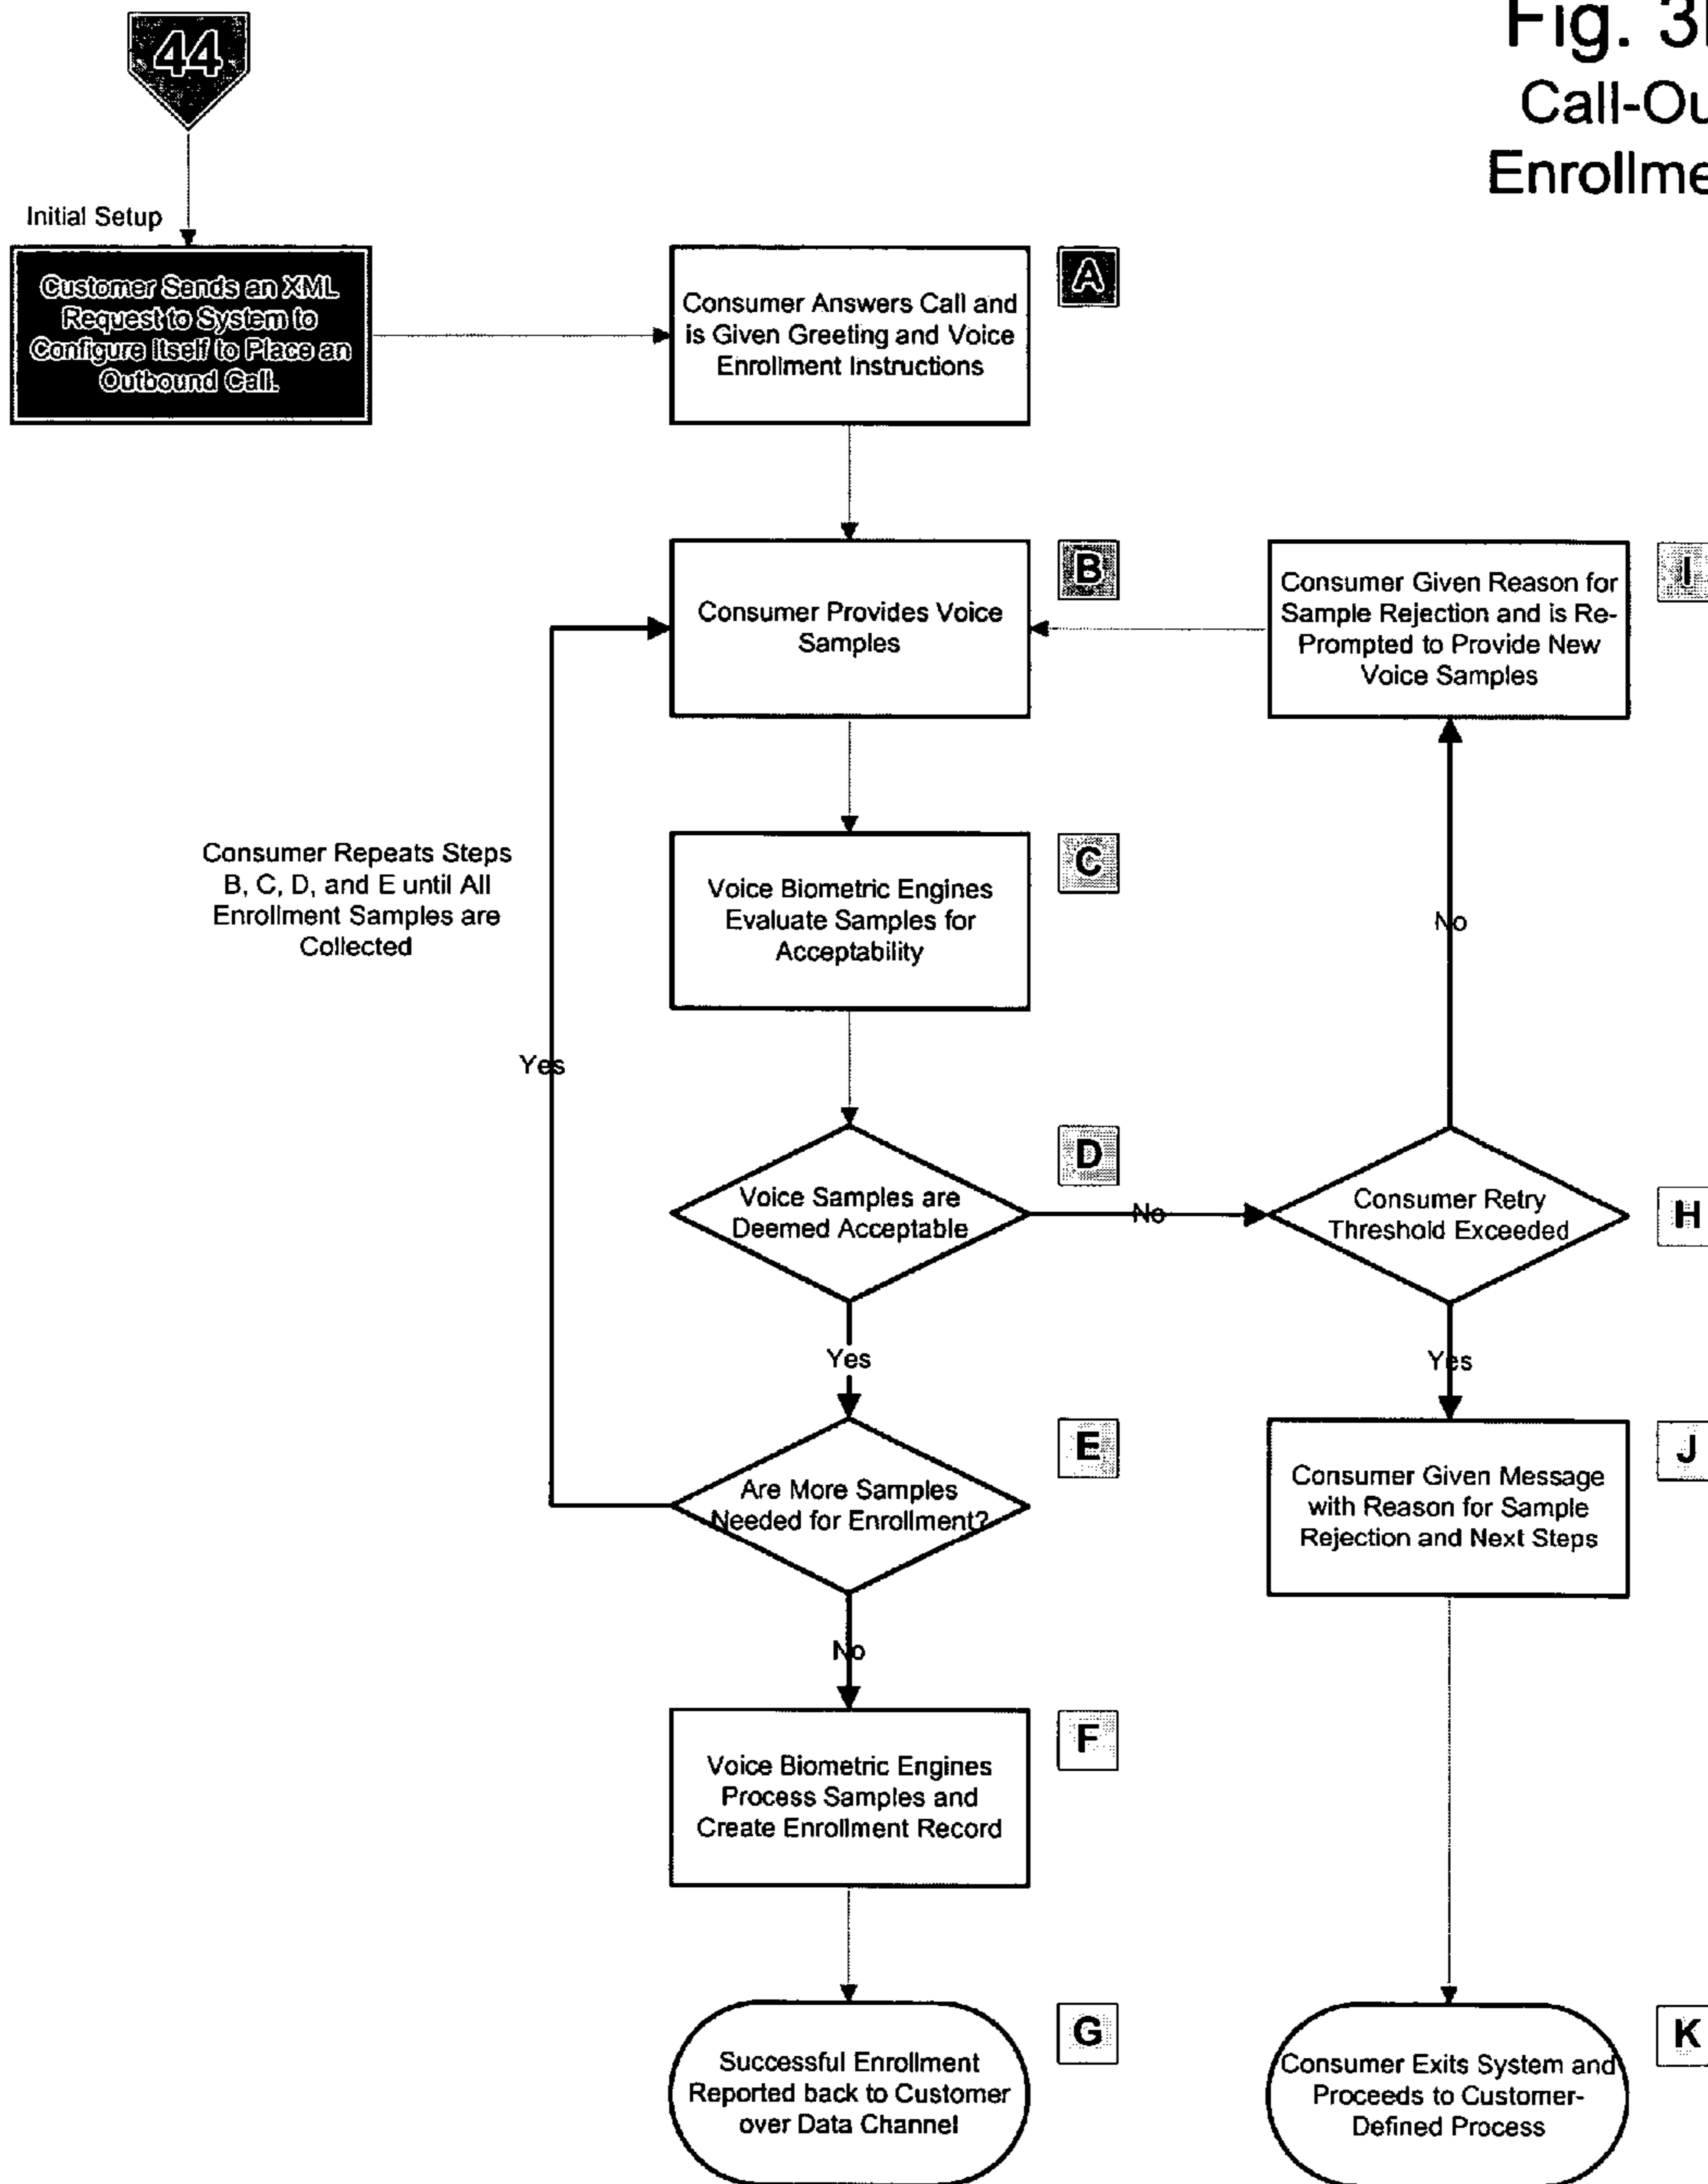 44
Fig. 3
Call-Ou
Enrollme
Initial Setup
Customer Sends an XML
Request to System to
Configure Itself to Place an
Outbound Call.
Consumer Answers Call and
is Given Greeting and Voice
Enrollment Instructions
A
Consumer Provides Voice
Samples
B
Consumer Given Reason for
Sample Rejection and is Re-
Prompted to Provide New
Voice Samples
I
Consumer Repeats Steps
B, C, D, and E until All
Enrollment Samples are
Collected
Voice Biometric Engines
Evaluate Samples for
Acceptability
C
No
Yes
Voice Samples are
Deemed Acceptable
D
No
Consumer Retry
Threshold Exceeded
H
Yes
Yes
Are More Samples
Needed for Enrollment?
E
Consumer Given Message
with Reason for Sample
Rejection and Next Steps
J
No
Voice Biometric Engines
Process Samples and
Create Enrollment Record
F
Successful Enrollment
Reported back to Customer
over Data Channel
G
Consumer Exits System and
Proceeds to Customer-
Defined Process
K